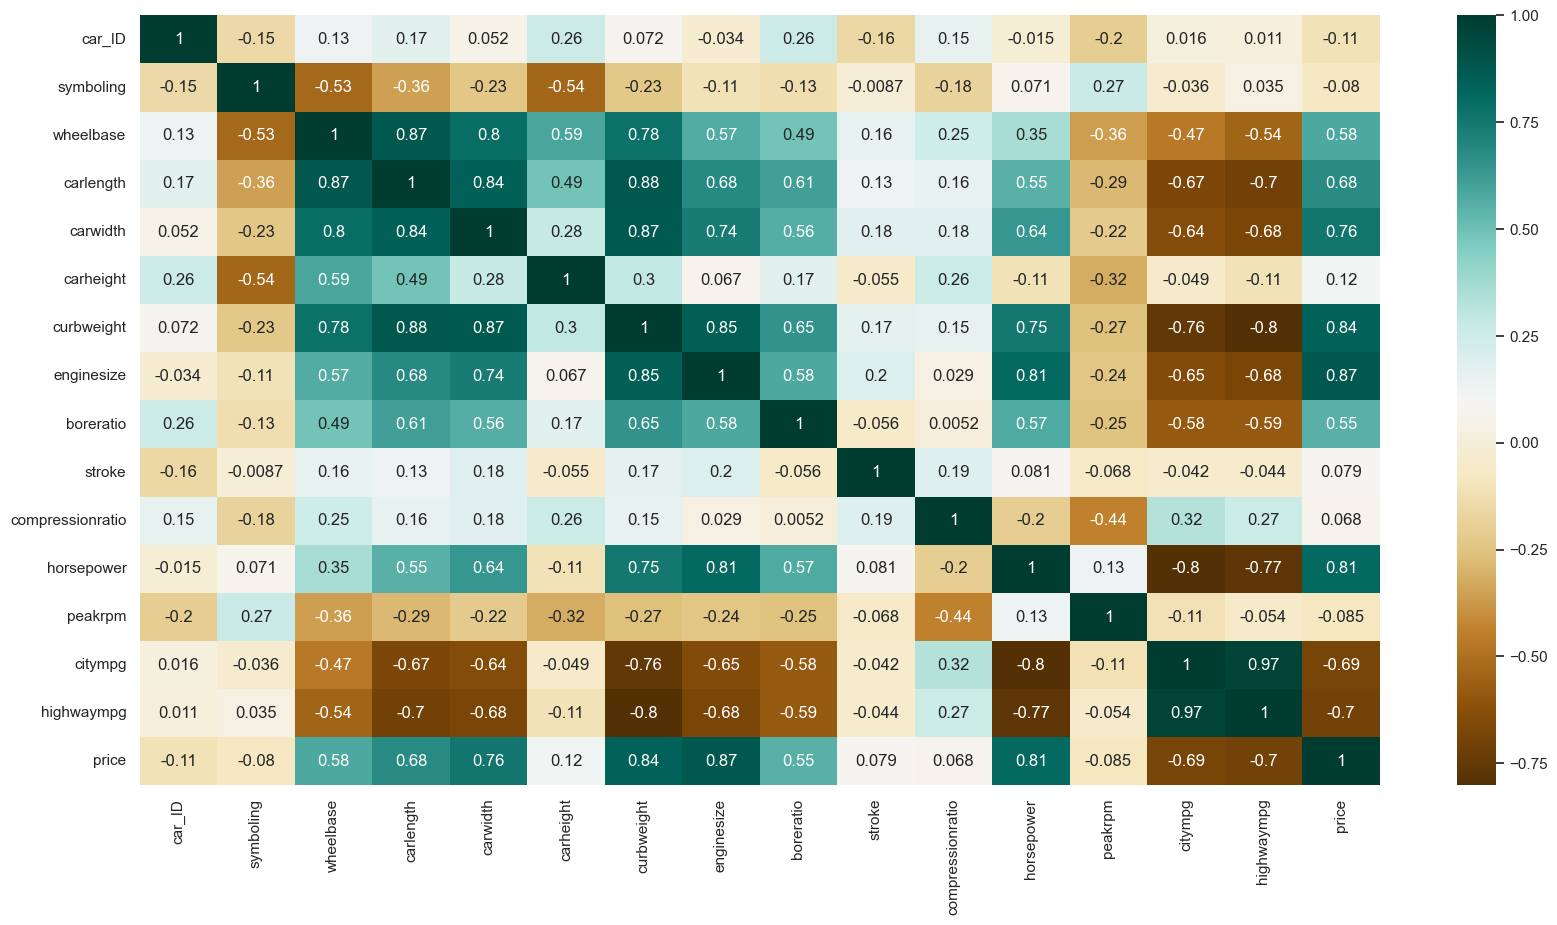 car_ID 1 -0.15 0.13 0.17 0.052 0.26 0.072 -0.034 0.26 -0.16 0.15 -0.015 -0.2 0.016 0.011 -0.11
symboling -0.15 1 -0.53 -0.36 -0.23 -0.54 -0.23 -0.11 -0.13 -0.0087 -0.18 0.071 0.27 -0.036 0.035 -0.08
wheelbase 0.13 -0.53 1 0.87 0.8 0.59 0.78 0.57 0.49 0.16 0.25 0.35 -0.36 -0.47 -0.54 0.58
carlength 0.17 -0.36 0.87 1 0.84 0.49 0.88 0.68 0.61 0.13 0.16 0.55 -0.29 -0.67 -0.7 0.68
carwidth 0.052 -0.23 0.8 0.84 1 0.28 0.87 0.74 0.56 0.18 0.18 0.64 -0.22 -0.64 -0.68 0.76
carheight 0.26 -0.54 0.59 0.49 0.28 1 0.3 0.067 0.17 -0.055 0.26 -0.11 -0.32 -0.049 -0.11 0.12
curbweight 0.072 -0.23 0.78 0.88 0.87 0.3 1 0.85 0.65 0.17 0.15 0.75 -0.27 -0.76 -0.8 0.84
enginesize -0.034 -0.11 0.57 0.68 0.74 0.067 0.85 1 0.58 0.2 0.029 0.81 -0.24 -0.65 -0.68 0.87
boreratio 0.26 -0.13 0.49 0.61 0.56 0.17 0.65 0.58 1 -0.056 0.0052 0.57 -0.25 -0.58 -0.59 0.55
stroke -0.16 -0.0087 0.16 0.13 0.18 -0.055 0.17 0.2 -0.056 1 0.19 0.081 -0.068 -0.042 -0.044 0.079
compressionratio 0.15 -0.18 0.25 0.16 0.18 0.26 0.15 0.029 0.0052 0.19 1 -0.2 -0.44 0.32 0.27 0.068
horsepower -0.015 0.071 0.35 0.55 0.64 -0.11 0.75 0.81 0.57 0.081 -0.2 1 0.13 -0.8 -0.77 0.81
peakrpm -0.2 0.27 -0.36 -0.29 -0.22 -0.32 -0.27 -0.24 -0.25 -0.068 -0.44 0.13 1 -0.11 -0.054 -0.085
citympg 0.016 -0.036 -0.47 -0.67 -0.64 -0.049 -0.76 -0.65 -0.58 -0.042 0.32 -0.8 -0.11 1 0.97 -0.69
highwaympg 0.011 0.035 -0.54 -0.7 -0.68 -0.11 -0.8 -0.68 -0.59 -0.044 0.27 -0.77 -0.054 0.97 1 -0.7
price -0.11 -0.08 0.58 0.68 0.76 0.12 0.84 0.87 0.55 0.079 0.068 0.81 -0.085 -0.69 -0.7 1
car_ID
symboling
wheelbase
carlength
carwidth
carheight
curbweight
enginesize
boreratio
stroke
compressionratio
horsepower
peakrpm
citympg
highwaympg
price
1.00
0.75
0.50
0.25
0.00
−0.25
−0.50
−0.75